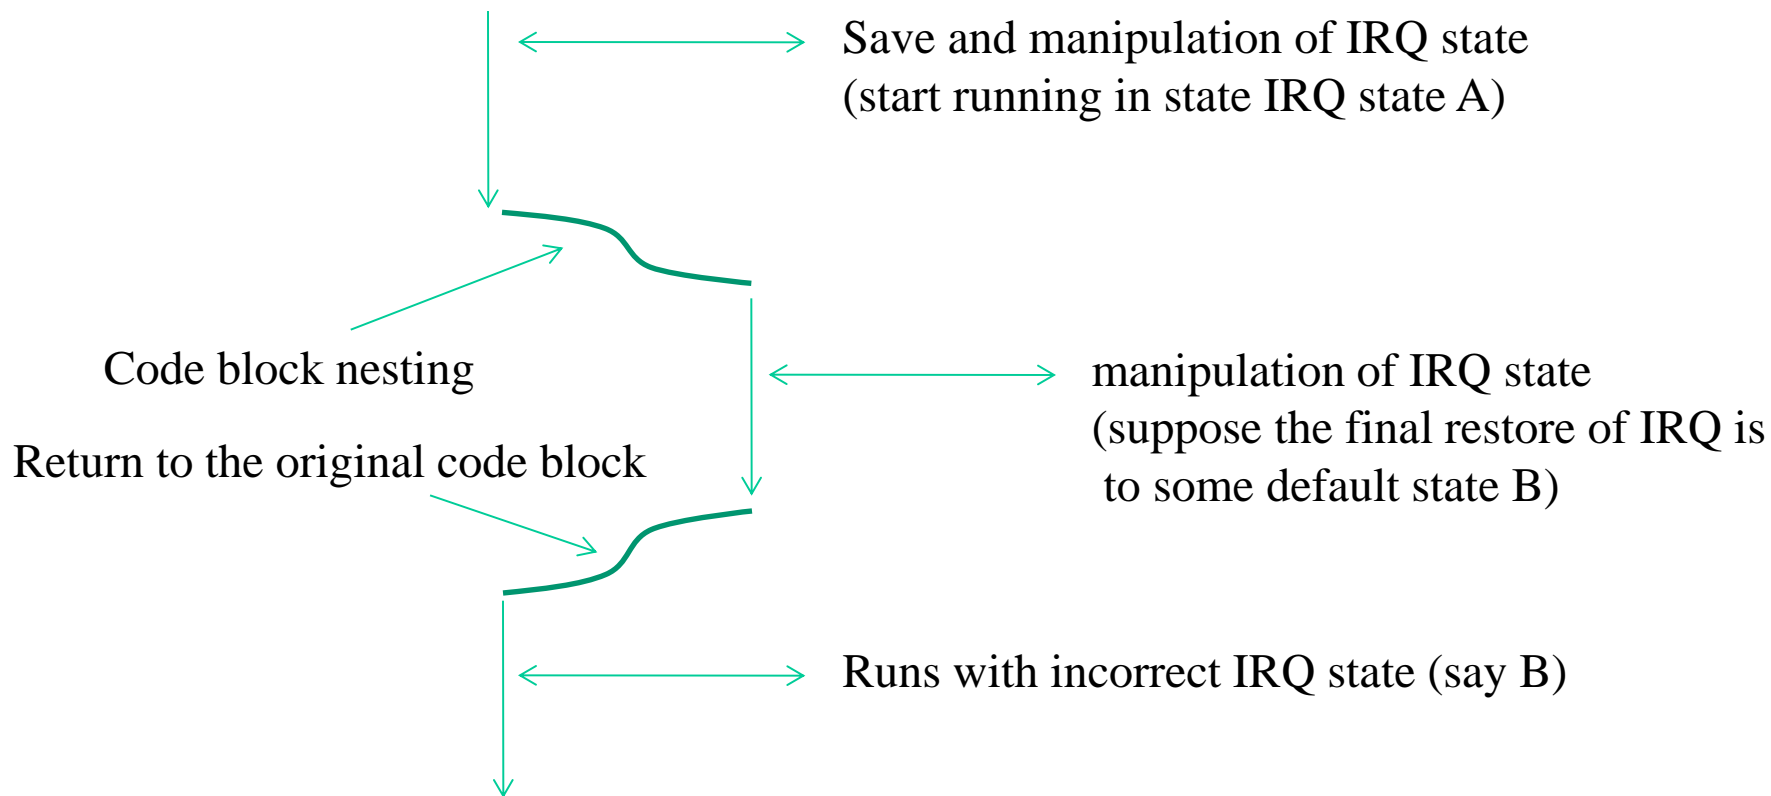 Save and manipulation of IRQ state
(start running in state IRQ state A)
Code block nesting
manipulation of IRQ state
(suppose the final restore of IRQ is
to some default state B)
Return to the original code block
Runs with incorrect IRQ state (say B)